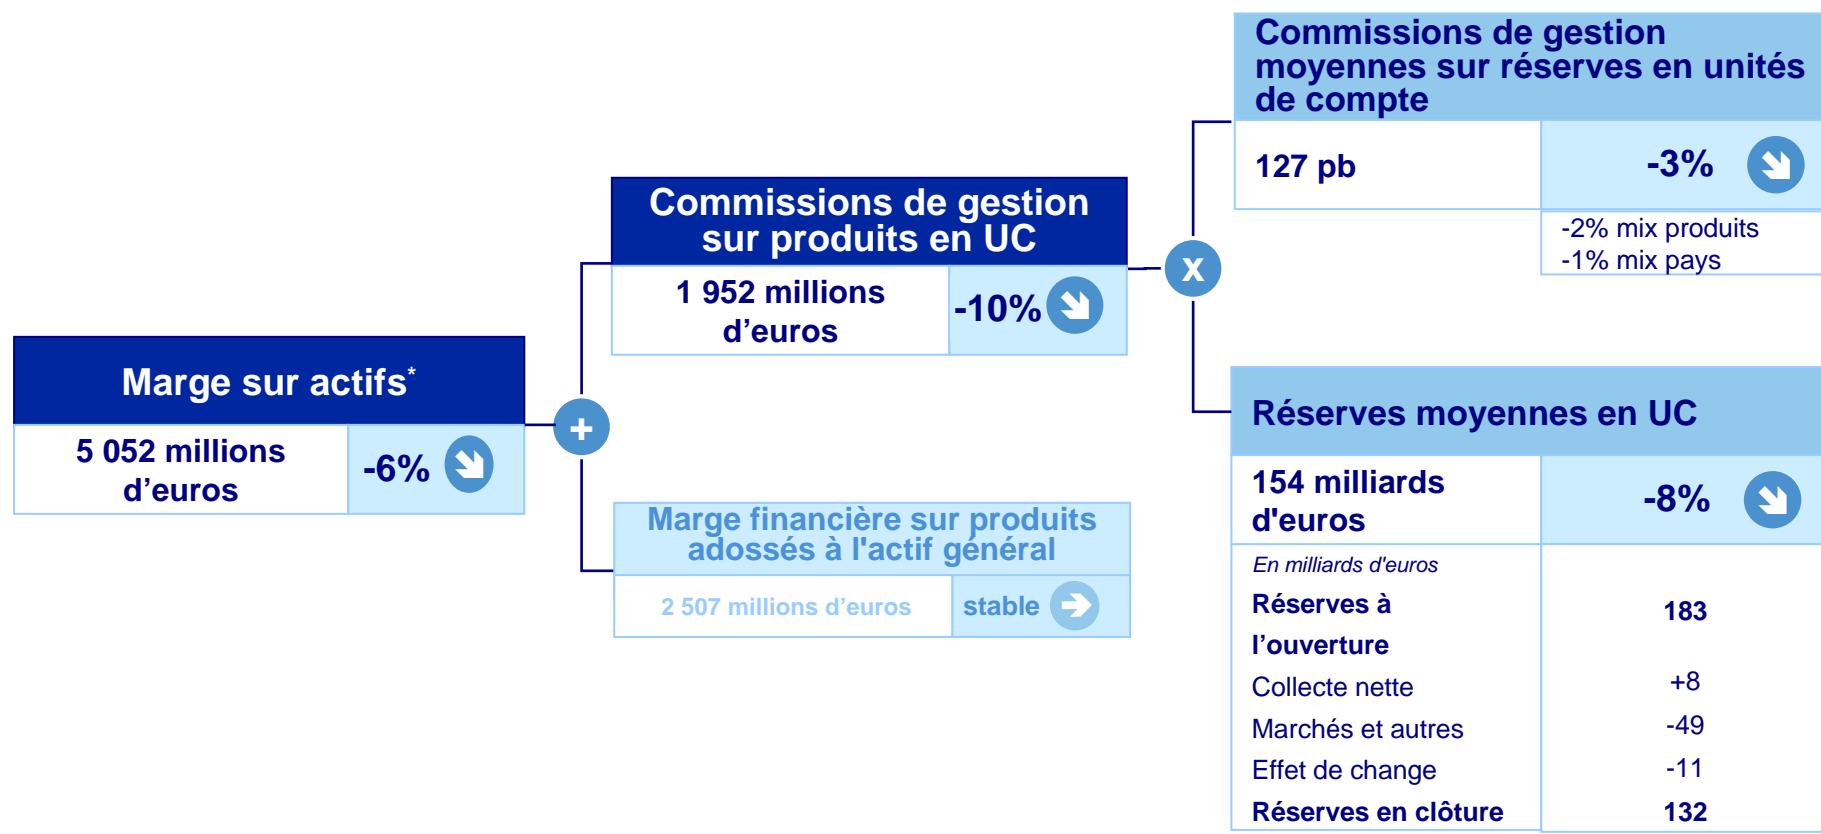 Marge sur actifs*
5 052 millions
d’euros
-6%
+
Commissions de gestion
sur produits en UC
1 952 millions
d’euros
-10%
Marge financière sur produits
adossés à l'actif général
2 507 millions d’euros
stable
x
Commissions de gestion
moyennes sur réserves en unités
de compte
127 pb
-3%
-2% mix produits
-1% mix pays
Réserves moyennes en UC
154 milliards
d'euros
-8%
En milliards d'euros
Réserves à
l’ouverture
183
Collecte nette
+8
Marchés et autres
-49
Effet de change
-11
Réserves en clôture
132